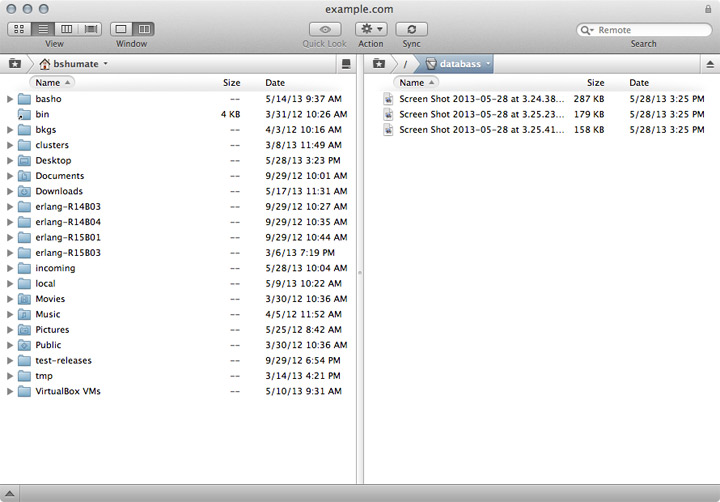 example.com
View
Window
Quick Look
Action
Sync
Remote
Search
bshumate
/
databass
Name Size Date
basho -- 5/14/13 9:37 AM
bin 4 KB 3/31/12 10:26 AM
bkgs -- 4/3/12 10:16 AM
clusters -- 3/8/13 11:49 AM
Desktop -- 5/28/13 3:23 PM
Documents -- 9/29/12 10:01 AM
Downloads -- 5/17/13 11:31 AM
erlang-R14B03 -- 9/29/12 10:27 AM
erlang-R14B04 -- 9/29/12 10:35 AM
erlang-R15B01 -- 9/29/12 10:44 AM
erlang-R15B03 -- 3/6/13 7:19 PM
incoming -- 5/28/13 10:04 AM
local -- 5/9/13 10:22 AM
Movies -- 3/30/12 10:36 AM
Music -- 4/5/12 11:52 AM
Pictures -- 5/25/12 8:42 AM
Public -- 3/30/12 10:36 AM
test-releases -- 9/29/12 6:54 PM
tmp -- 3/14/13 4:21 PM
VirtualBox VMs -- 5/10/13 9:31 AM
Name Size Date
Screen Shot 2013-05-28 at 3.24.38... 287 KB 5/28/13 3:25 PM
Screen Shot 2013-05-28 at 3.25.23... 179 KB 5/28/13 3:25 PM
Screen Shot 2013-05-28 at 3.25.41... 158 KB 5/28/13 3:25 PM